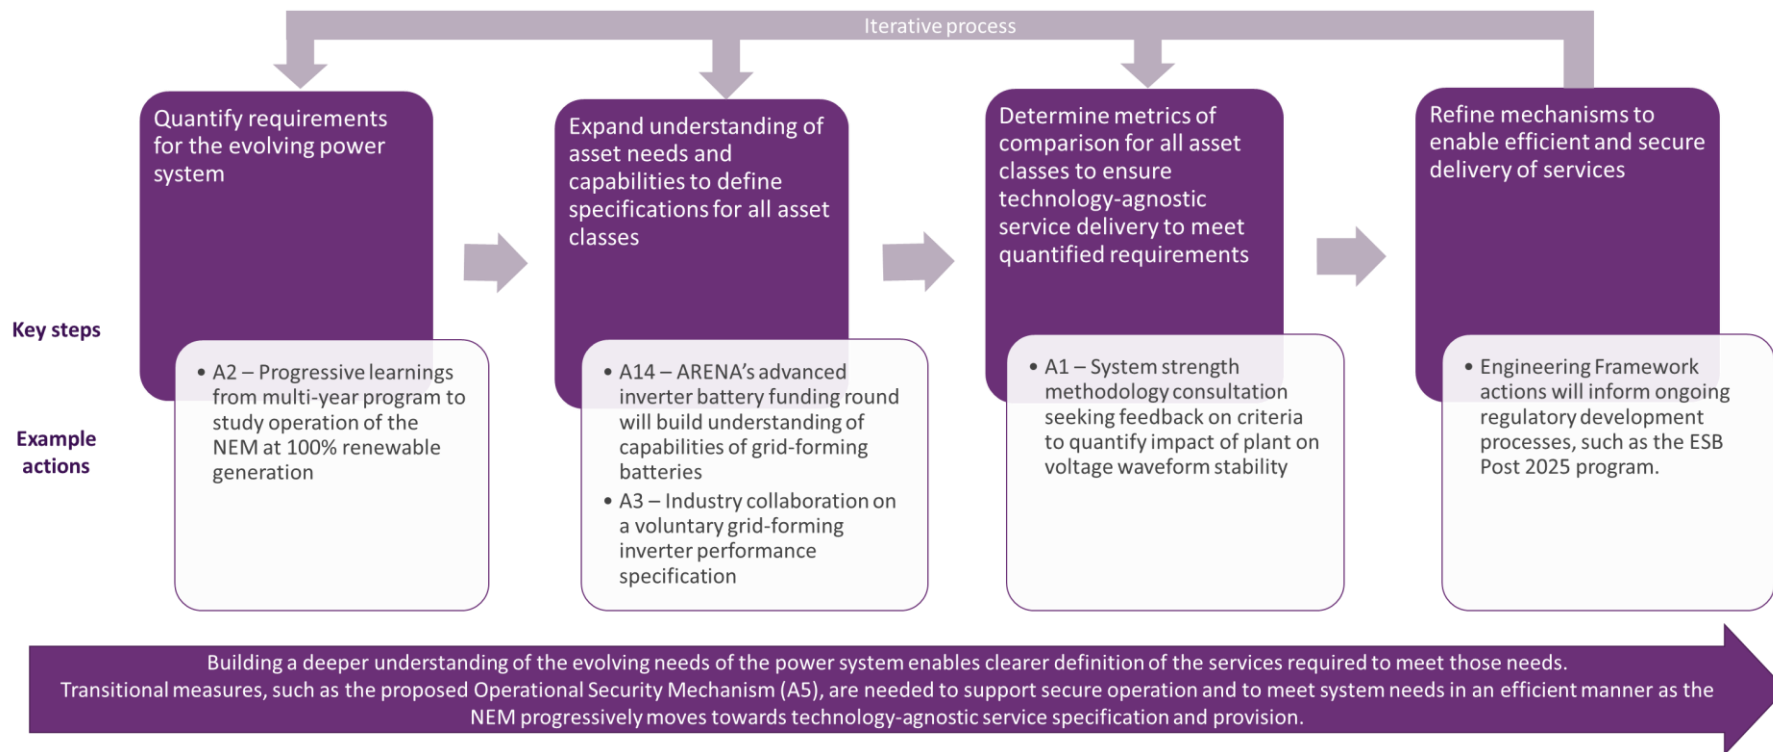 Iterative process
Quantify requirements
for the evolving power
system
Expand understanding of
asset needs and
capabilities to define
specifications for all asset
classes
Determine metrics of
comparison for all asset
classes to ensure
technology-agnostic
service delivery to meet
quantified requirements
Refine mechanisms to
enable efficient and secure
delivery of services
Key steps
Example
actions
• A2 – Progressive learnings
from multi-year program to
study operation of the
NEM at 100% renewable
generation
• A14 – ARENA's advanced
inverter battery funding round
will build understanding of
capabilities of grid-forming
batteries
• A3 – Industry collaboration on
a voluntary grid-forming
inverter performance
specification
• A1 – System strength
methodology consultation
seeking feedback on criteria
to quantify impact of plant on
voltage waveform stability
• Engineering Framework
actions will inform ongoing
regulatory development
processes, such as the ESB
Post 2025 program.
Building a deeper understanding of the evolving needs of the power system enables clearer definition of the services required to meet those needs.
Transitional measures, such as the proposed Operational Security Mechanism (A5), are needed to support secure operation and to meet system needs in an efficient manner as the
NEM progressively moves towards technology-agnostic service specification and provision.